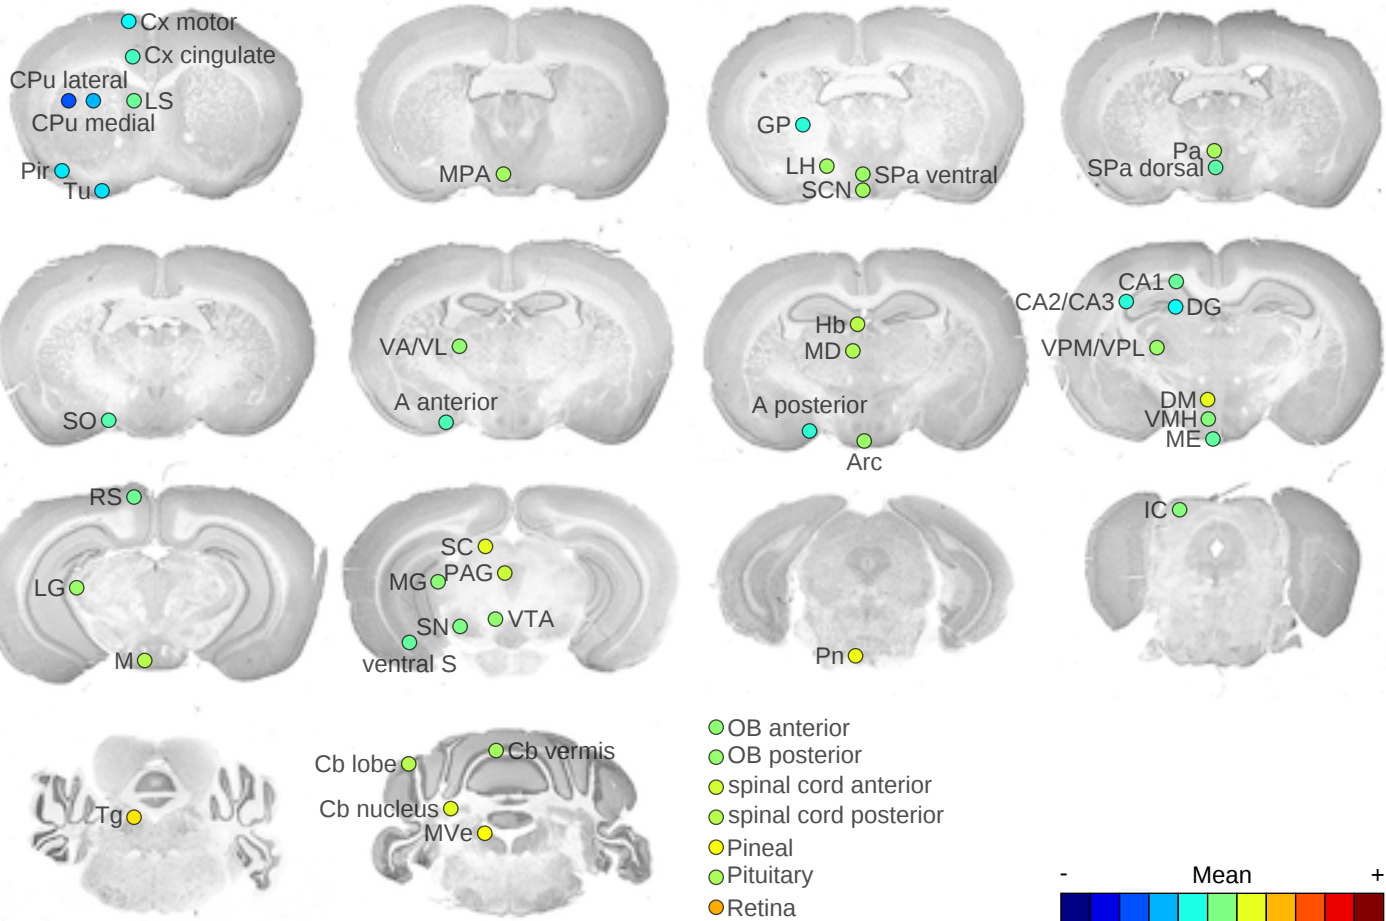 Cx motor
Cx cingulate
CPu lateral
LS
CPu medial
Pir
Tu
MPA
GP
LH
SPa ventral
SCN
Pa
SPa dorsal
SO
VA/VL
A anterior
Hb
MD
A posterior
Arc
CA1
CA2/CA3
DG
VPM/VPL
DM
VMH
ME
RS
LG
M
SC
PAG
MG
VTA
SN
ventral S
Pn
IC
Tg
Cb vermis
Cb lobe
Cb nucleus
MVe
OB anterior
OB posterior
spinal cord anterior
spinal cord posterior
Pineal
Pituitary
Retina
- Mean +